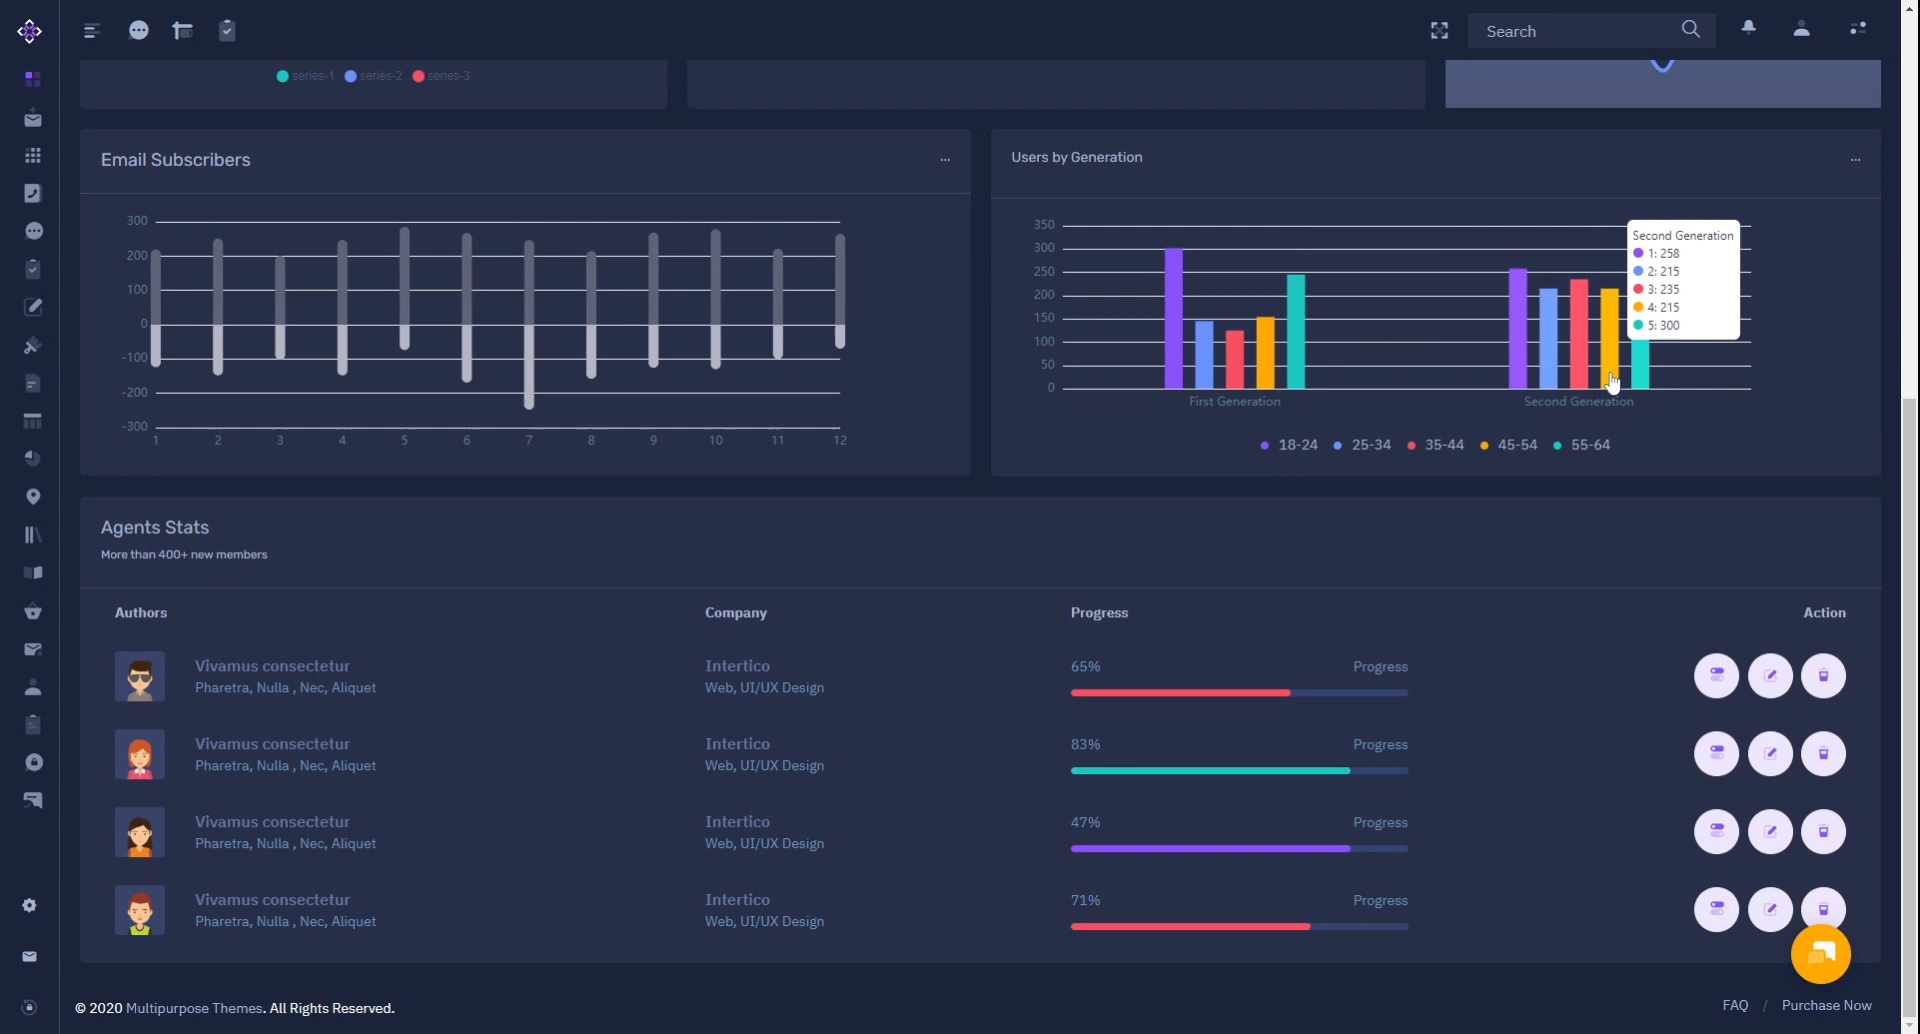 Search
series-1 series-2 series-3
Email Subscribers
...
300
200
100
0
-100
-200
-300
1 2 3 4 5 6 7 8 9 10 11 12
Users by Generation
...
350
300
250
200
150
100
50
0
Second Generation
1: 258
2: 215
3: 235
4: 215
5: 300
First Generation Second Generation
18-24 25-34 35-44 45-54 55-64
Agents Stats
More than 400+ new members
Authors Company Progress Action
Vivamus consectetur Intertico 65% Progress
Pharetra, Nulla , Nec, Aliquet Web, UI/UX Design
Vivamus consectetur Intertico 83% Progress
Pharetra, Nulla , Nec, Aliquet Web, UI/UX Design
Vivamus consectetur Intertico 47% Progress
Pharetra, Nulla , Nec, Aliquet Web, UI/UX Design
Vivamus consectetur Intertico 71% Progress
Pharetra, Nulla , Nec, Aliquet Web, UI/UX Design
© 2020 Multipurpose Themes. All Rights Reserved.
FAQ / Purchase Now